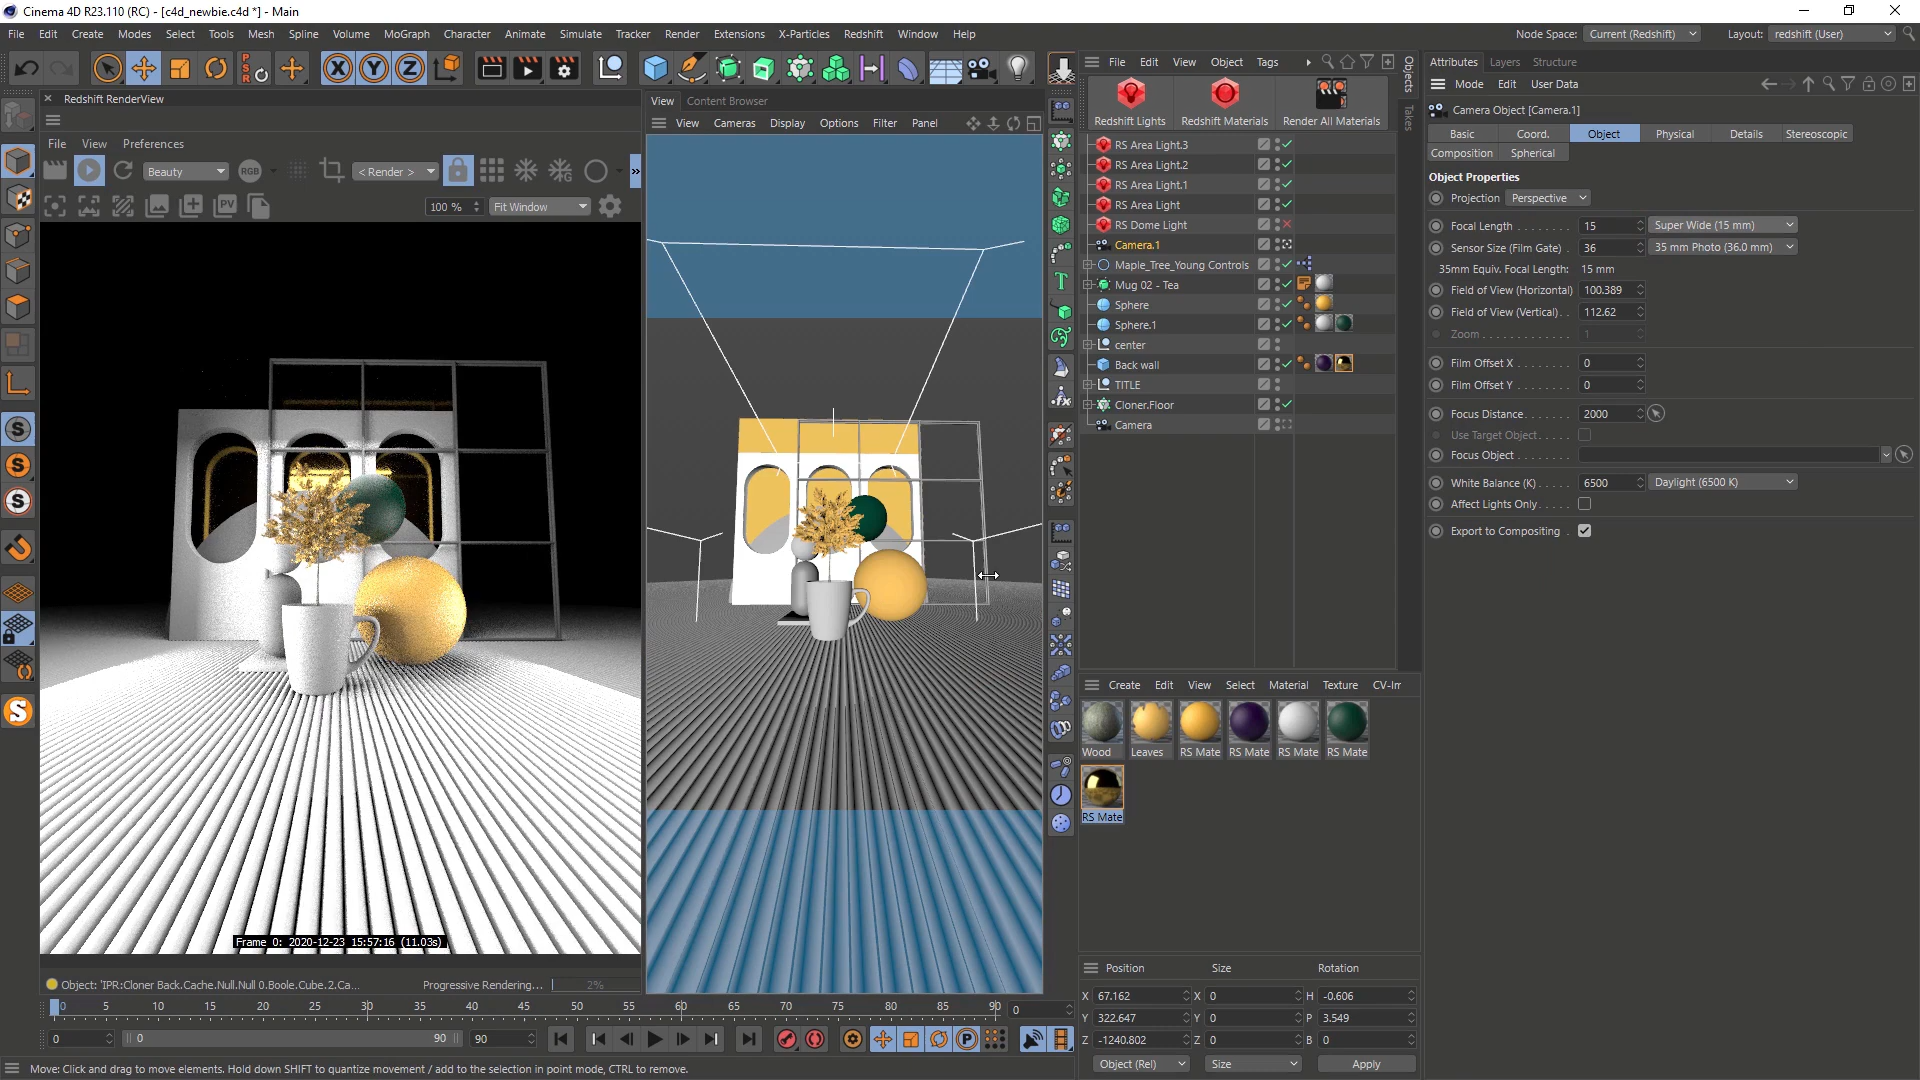 Cinema 4D R23.110 (RC) - [c4d_newbie.c4d *] - Main
File Edit Create Modes Select Tools Mesh Spline Volume MoGraph Character Animate Simulate Tracker Render Extensions X-Particles Redshift Window Help
Node Space: Current (Redshift) Layout: redshift (User)
PSR X Y Z
Redshift RenderView
File View Preferences
Beauty RGB < Render > »
PV 100 % Fit Window
Frame 0: 2020-12-23 15:57:16 (11.03s)
Object: 'IPR:Cloner Back.Cache.Null.Null 0.Boole.Cube.2.Ca... Progressive Rendering... 2%
View Content Browser
View Cameras Display Options Filter Panel
File Edit View Object Tags
Objects
Takes
Redshift Lights Redshift Materials Render All Materials
RS Area Light.3
RS Area Light.2
RS Area Light.1
RS Area Light
RS Dome Light
Camera.1
Maple_Tree_Young Controls
Mug 02 - Tea
Sphere
Sphere.1
center
Back wall
TITLE
Cloner.Floor
Camera
Create Edit View Select Material Texture CV-Ir
Wood Leaves RS Mate RS Mate RS Mate RS Mate
RS Mate
Position Size Rotation
X 67.162 X 0 H -0.606
Y 322.647 Y 0 P 3.549
Z -1240.802 Z 0 B 0
Object (Rel) Size Apply
Attributes Layers Structure
Mode Edit User Data
Camera Object [Camera.1]
Basic Coord. Object Physical Details Stereoscopic
Composition Spherical
Object Properties
Projection Perspective
Focal Length 15 Super Wide (15 mm)
Sensor Size (Film Gate) 36 35 mm Photo (36.0 mm)
35mm Equiv. Focal Length: 15 mm
Field of View (Horizontal) 100.389
Field of View (Vertical) 112.62
Zoom 1
Film Offset X 0
Film Offset Y 0
Focus Distance 2000
Use Target Object
Focus Object
White Balance (K) 6500 Daylight (6500 K)
Affect Lights Only
Export to Compositing
0 5 10 15 20 25 30 35 40 45 50 55 60 65 70 75 80 85 90 0
0 0 90 90
Move: Click and drag to move elements. Hold down SHIFT to quantize movement / add to the selection in point mode, CTRL to remove.